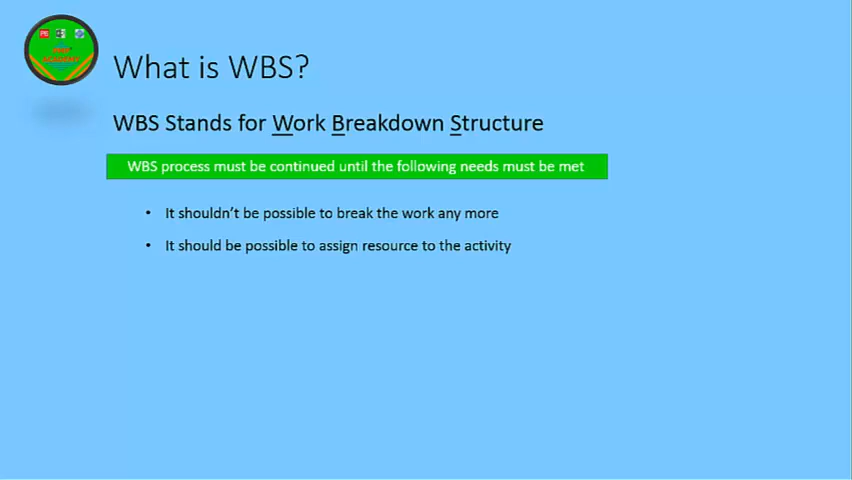 What is WBS?
WBS Stands for Work Breakdown Structure
WBS process must be continued until the following needs must be met
• It shouldn't be possible to break the work any more
• It should be possible to assign resource to the activity